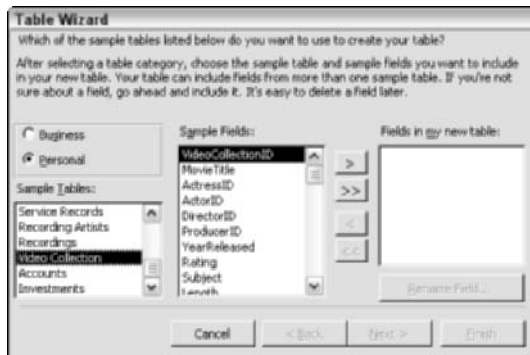 Table Wizard
Which of the sample tables listed below do you want to use to create your table?
After selecting a table category, choose the sample table and sample fields you want to include
in your new table. Your table can include fields from more than one sample table. If you're not
sure about a field, go ahead and include it. It's easy to delete a field later.
Business
Personal
Sample Tables:
Service Records
Recording Artists
Recordings
Video Collection
Accounts
Investments
Sample Fields:
VideoCollectionID
MovieTitle
ActressID
ActorID
DirectorID
ProducerID
YearReleased
Rating
Subject
Length
>
>>
<
<<
Fields in my new table:
Rename Field...
Cancel
< Back
Next >
Finish